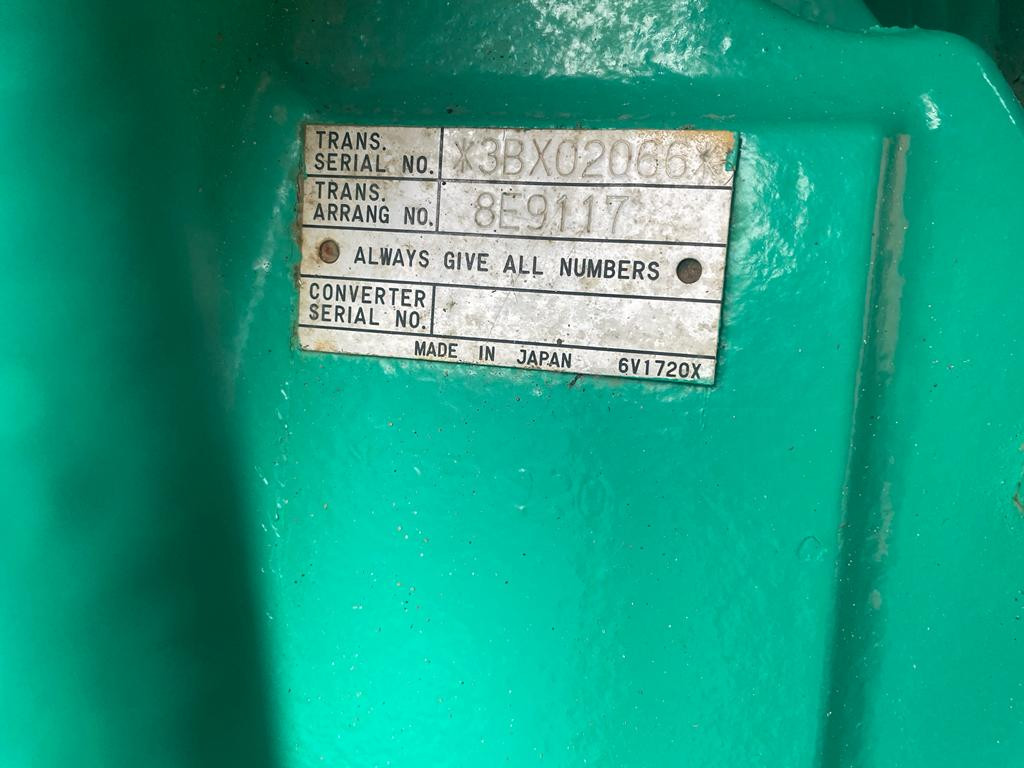 TRANS.
SERIAL NO. *3BX02066*
TRANS.
ARRANG NO. 8E9117
ALWAYS GIVE ALL NUMBERS
CONVERTER
SERIAL NO.
MADE IN JAPAN 6V1720X